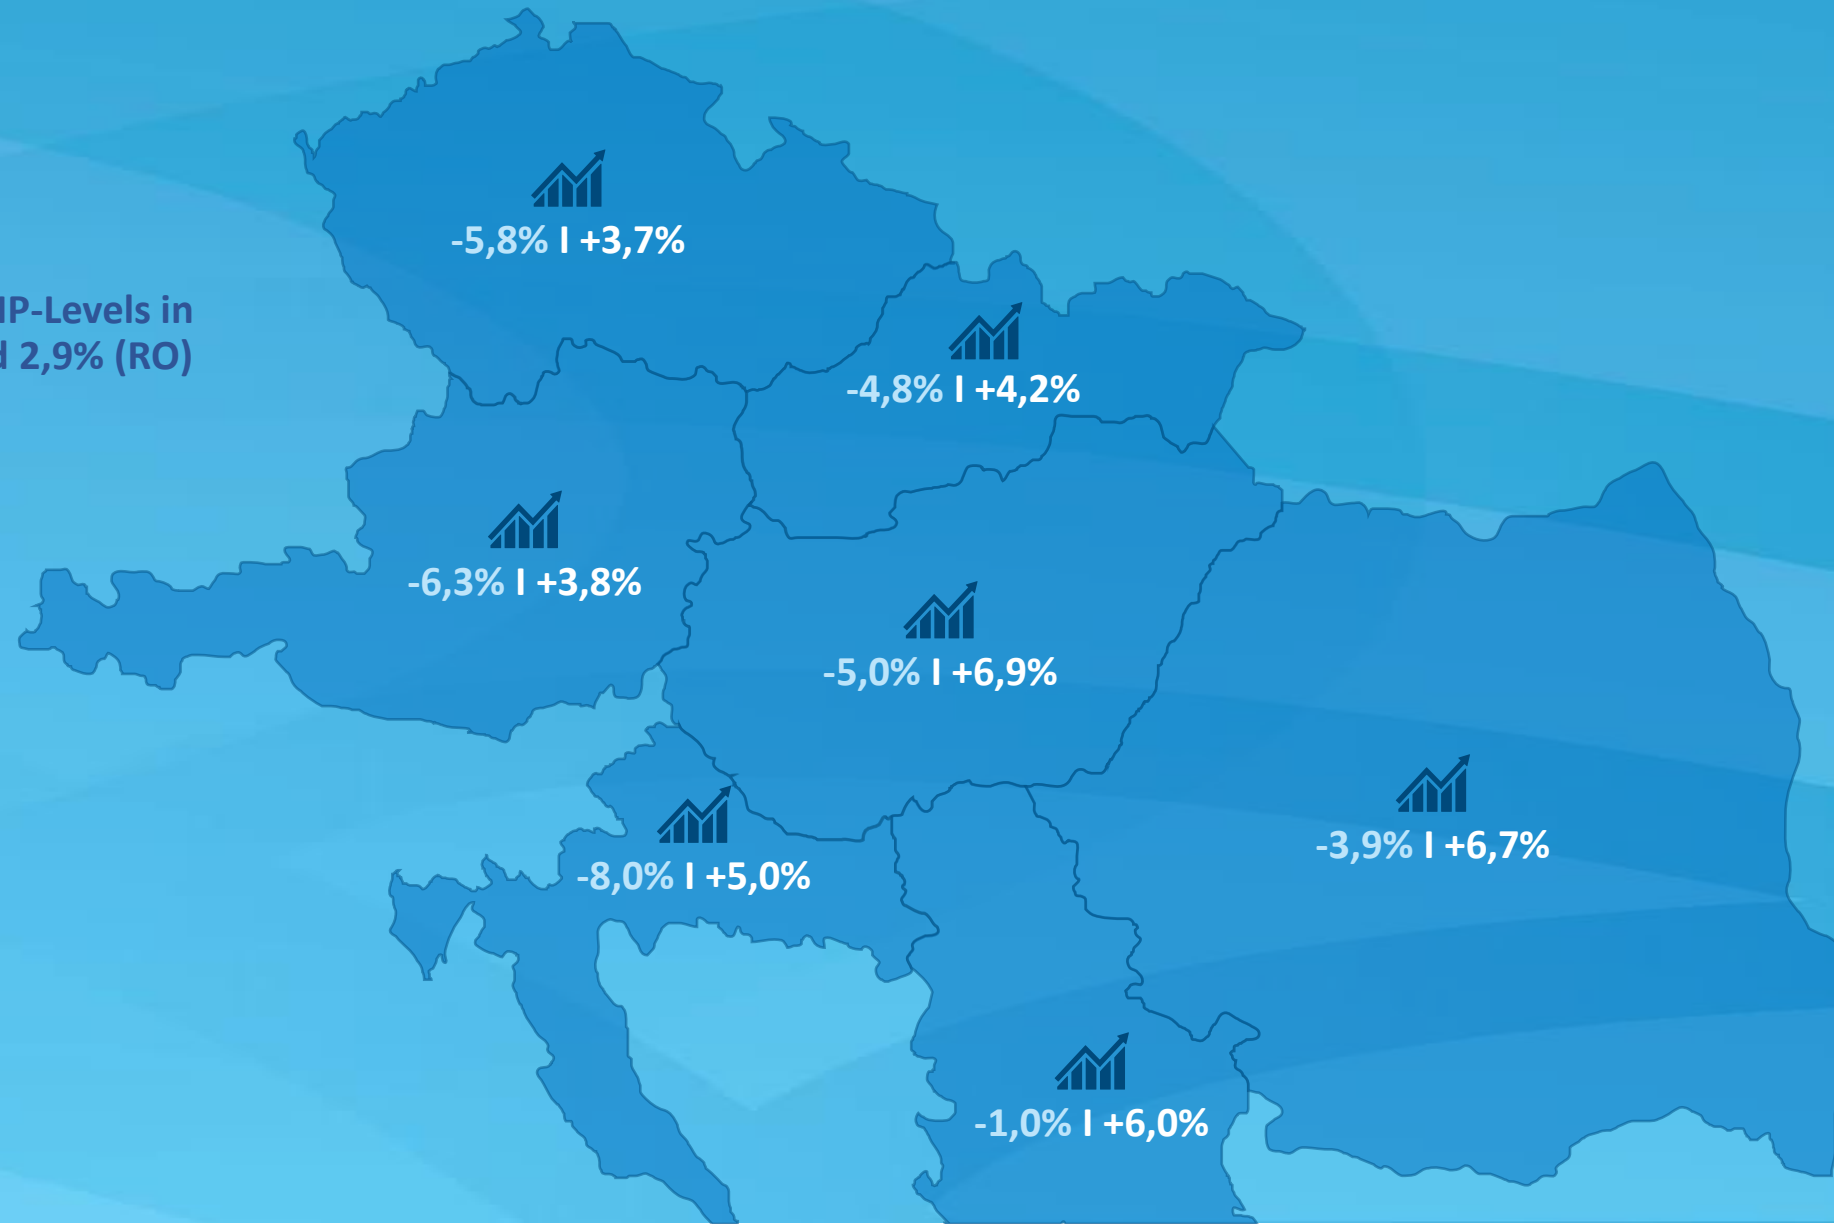 -5,8% I +3,7%
IP-Levels in
2,9% (RO)
-4,8% I +4,2%
-6,3% I +3,8%
-5,0% I +6,9%
-3,9% I +6,7%
-8,0% I +5,0%
-1,0% I +6,0%